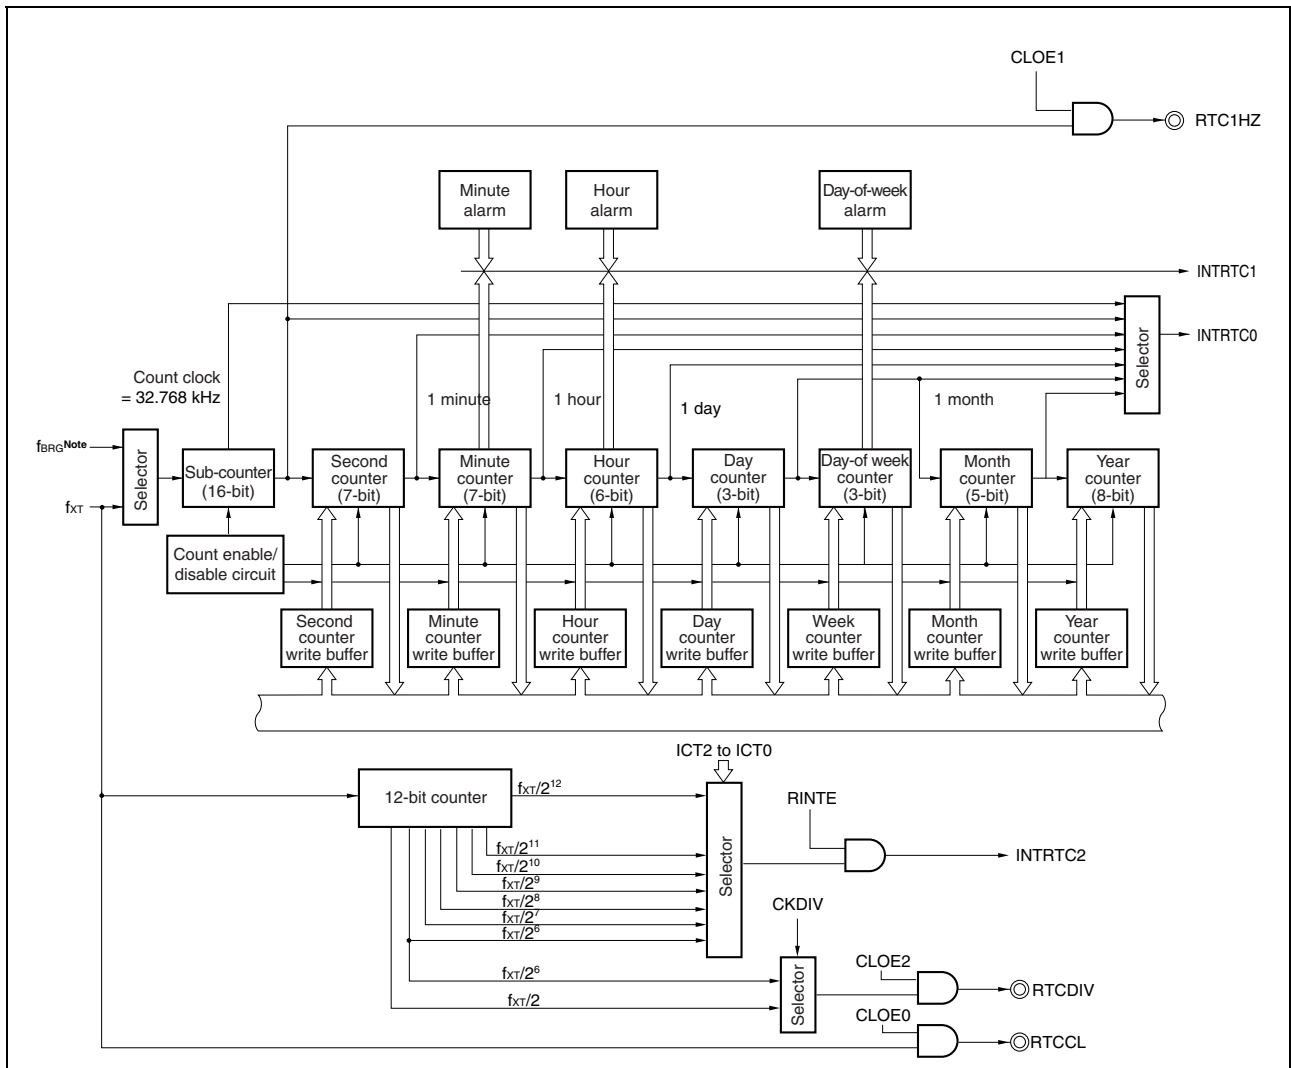 CLOE1
RTC1HZ
Minute
alarm
Hour
alarm
Day-of-week
alarm
INTRTC1
INTRTC0
Selector
Count clock
= 32.768 kHz
1 minute
1 hour
1 day
1 month
fBRGNote
fXT
Selector
Sub-counter
(16-bit)
Second
counter
(7-bit)
Minute
counter
(7-bit)
Hour
counter
(6-bit)
Day
counter
(3-bit)
Day-of week
counter
(3-bit)
Month
counter
(5-bit)
Year
counter
(8-bit)
Count enable/
disable circuit
Second
counter
write buffer
Minute
counter
write buffer
Hour
counter
write buffer
Day
counter
write buffer
Week
counter
write buffer
Month
counter
write buffer
Year
counter
write buffer
ICT2 to ICT0
12-bit counter
fXT/2¹²
fXT/2¹¹
fXT/2¹⁰
fXT/2⁹
fXT/2⁸
fXT/2⁷
fXT/2⁶
Selector
RINTE
INTRTC2
CKDIV
fXT/2⁶
fXT/2
Selector
CLOE2
RTCDIV
CLOE0
RTCCL